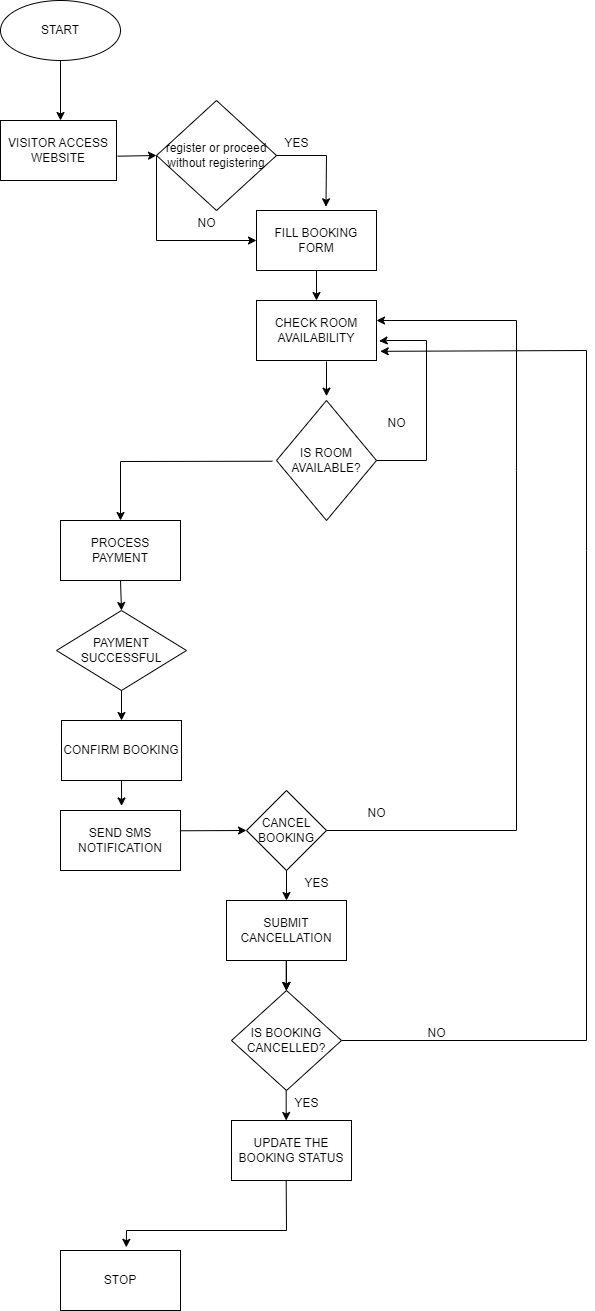 START
VISITOR ACCESS
WEBSITE
register or proceed
without registering
YES
NO
FILL BOOKING
FORM
CHECK ROOM
AVAILABILITY
NO
IS ROOM
AVAILABLE?
PROCESS
PAYMENT
PAYMENT
SUCCESSFUL
CONFIRM BOOKING
SEND SMS
NOTIFICATION
CANCEL
BOOKING
NO
YES
SUBMIT
CANCELLATION
IS BOOKING
CANCELLED?
NO
YES
UPDATE THE
BOOKING STATUS
STOP